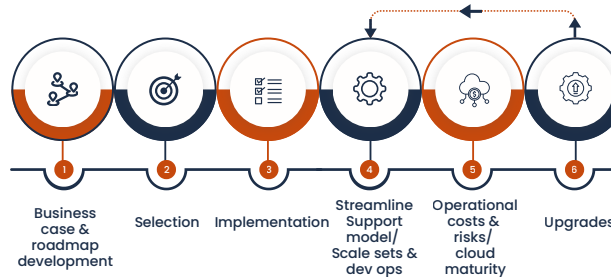 1
2
3
4
5
6
Business
case &
roadmap
development
Selection
Implementation
Streamline
Support
model/
Scale sets &
dev ops
Operational
costs &
risks/
cloud
maturity
Upgrades